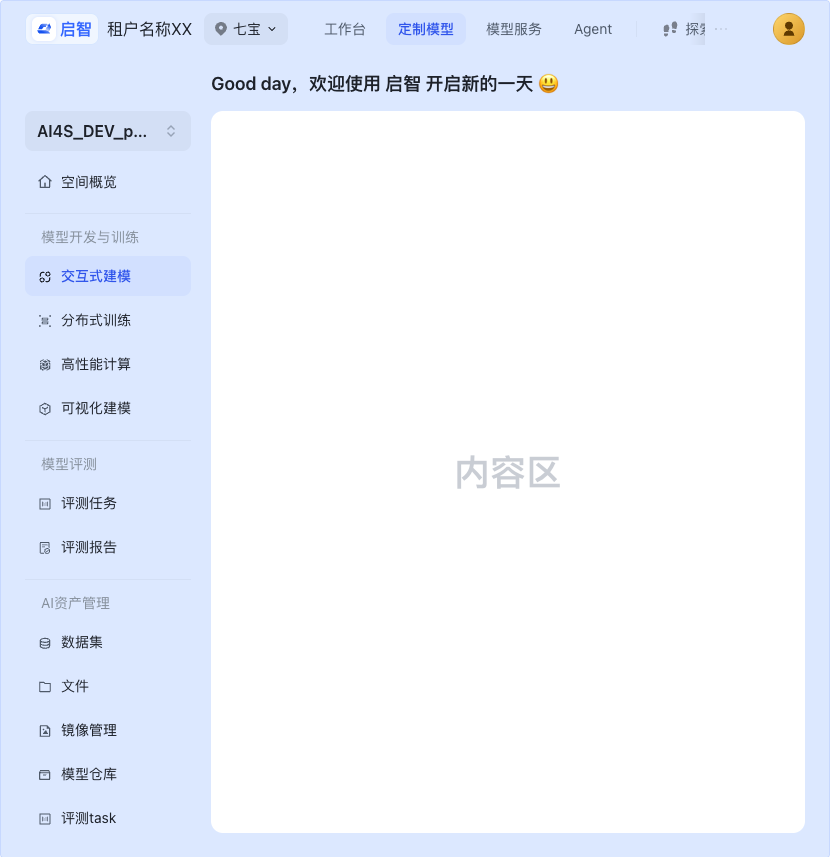 启智 租户名称XX 七宝 工作台 定制模型 模型服务 Agent 探索 ···
Good day，欢迎使用 启智 开启新的一天 😃
AI4S_DEV_p...
空间概览
模型开发与训练
交互式建模
分布式训练
高性能计算
可视化建模
模型评测
评测任务
评测报告
AI资产管理
数据集
文件
镜像管理
模型仓库
评测task
内容区